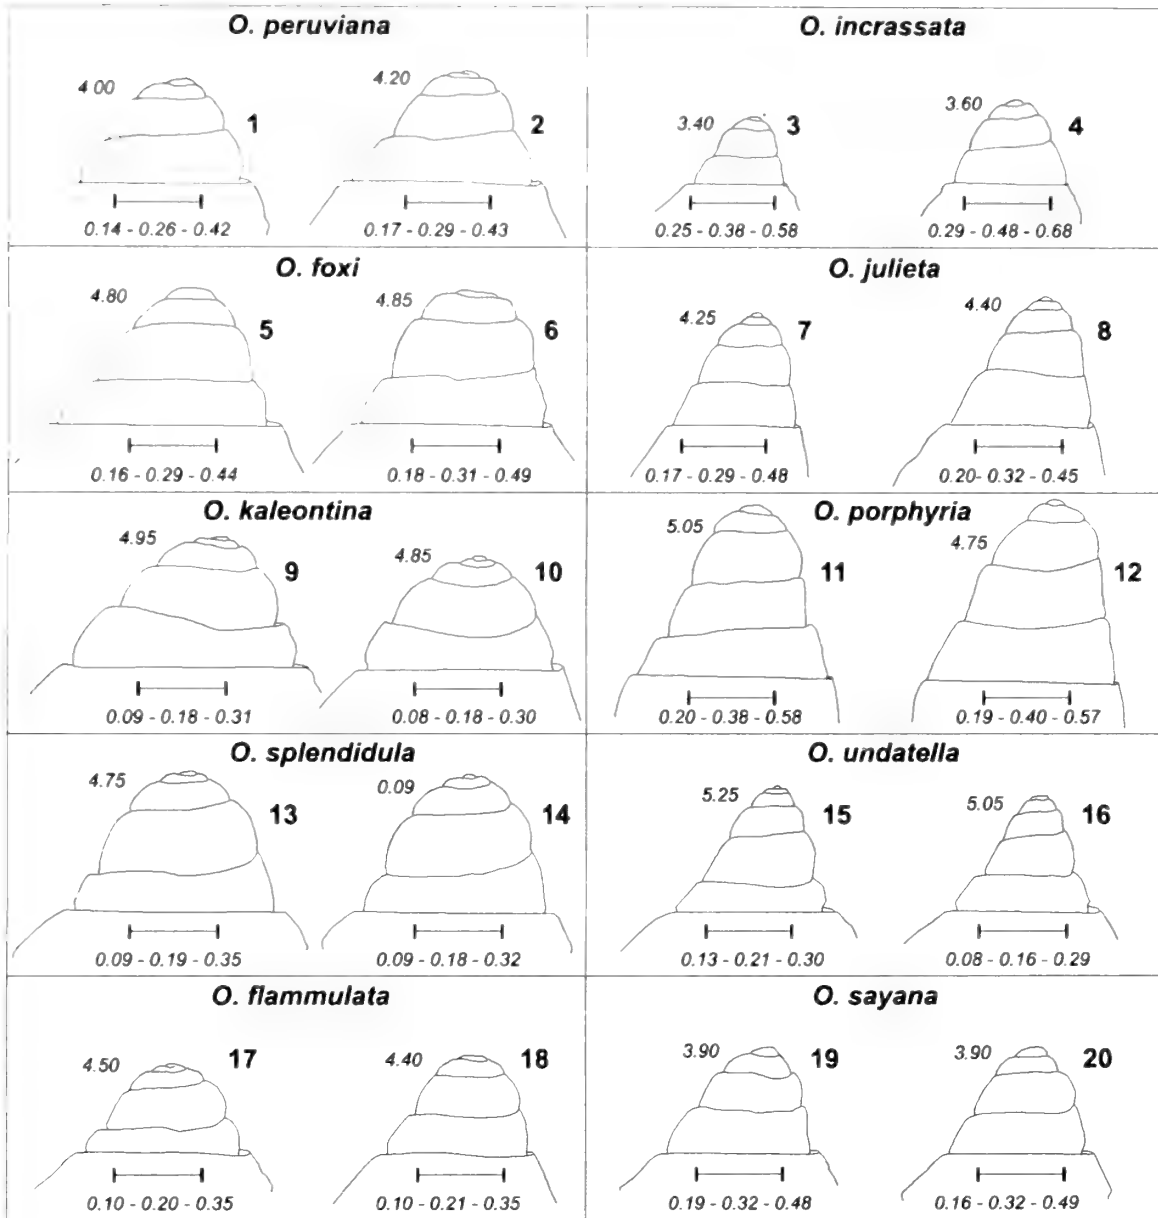 O. peruviana
4.00
1
0.14 - 0.26 - 0.42
4.20
2
0.17 - 0.29 - 0.43
O. incrassata
3.40
3
0.25 - 0.38 - 0.58
3.60
4
0.29 - 0.48 - 0.68
O. foxi
4.80
5
0.16 - 0.29 - 0.44
4.85
6
0.18 - 0.31 - 0.49
O. julieta
4.25
7
0.17 - 0.29 - 0.48
4.40
8
0.20- 0.32 - 0.45
O. kaleontina
4.95
9
0.09 - 0.18 - 0.31
4.85
10
0.08 - 0.18 - 0.30
O. porphyria
5.05
11
0.20 - 0.38 - 0.58
4.75
12
0.19 - 0.40 - 0.57
O. splendidula
4.75
13
0.09 - 0.19 - 0.35
0.09
14
0.09 - 0.18 - 0.32
O. undatella
5.25
15
0.13 - 0.21 - 0.30
5.05
16
0.08 - 0.16 - 0.29
O. flammulata
4.50
17
0.10 - 0.20 - 0.35
4.40
18
0.10 - 0.21 - 0.35
O. sayana
3.90
19
0.19 - 0.32 - 0.48
3.90
20
0.16 - 0.32 - 0.49